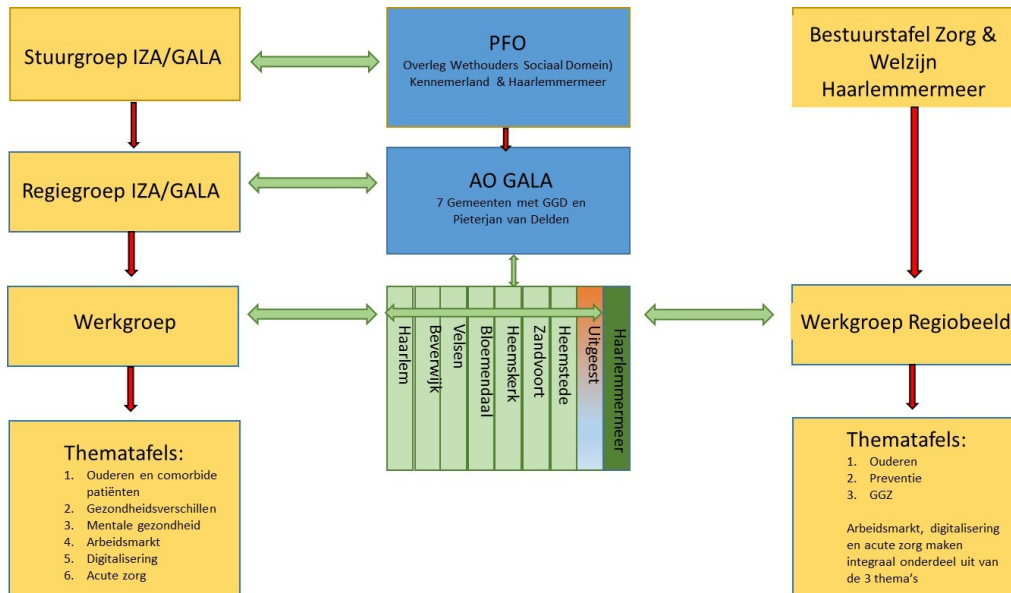 Stuurgroep IZA/GALA
PFO
Overleg Wethouders Sociaal Domein)
Kennemerland & Haarlemmermeer
Bestuurstafel Zorg &
Welzijn
Haarlemmermeer
Regiegroep IZA/GALA
AO GALA
7 Gemeenten met GGD en
Pieterjan van Delden
Werkgroep
Haarlem
Beverwijk
Velsen
Bloemendaal
Heemskerk
Zandvoort
Heemstede
Uitgeest
Haarlemmermeer
Werkgroep Regiobeeld
Thematafels:
1. Ouderen en comorbide
patiënten
2. Gezondheidsverschillen
3. Mentale gezondheid
4. Arbeidsmarkt
5. Digitalisering
6. Acute zorg
Thematafels:
1. Ouderen
2. Preventie
3. GGZ
Arbeidsmarkt, digitalisering
en acute zorg maken
integraal onderdeel uit van
de 3 thema's